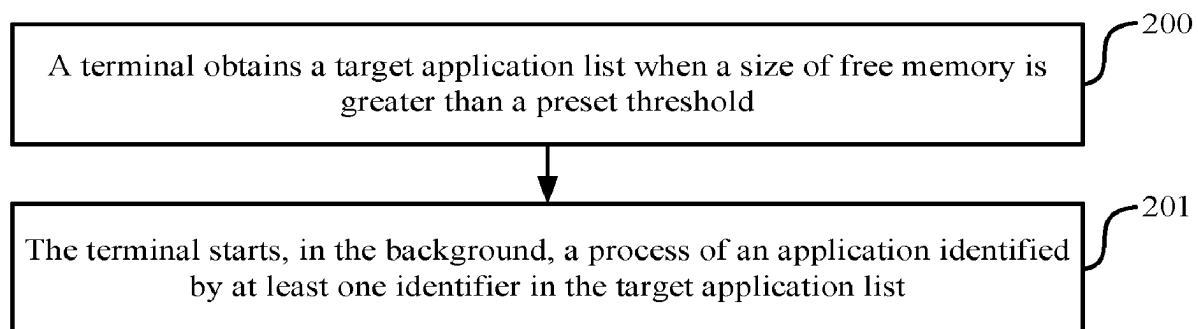 200
A terminal obtains a target application list when a size of free memory is
greater than a preset threshold
201
The terminal starts, in the background, a process of an application identified
by at least one identifier in the target application list